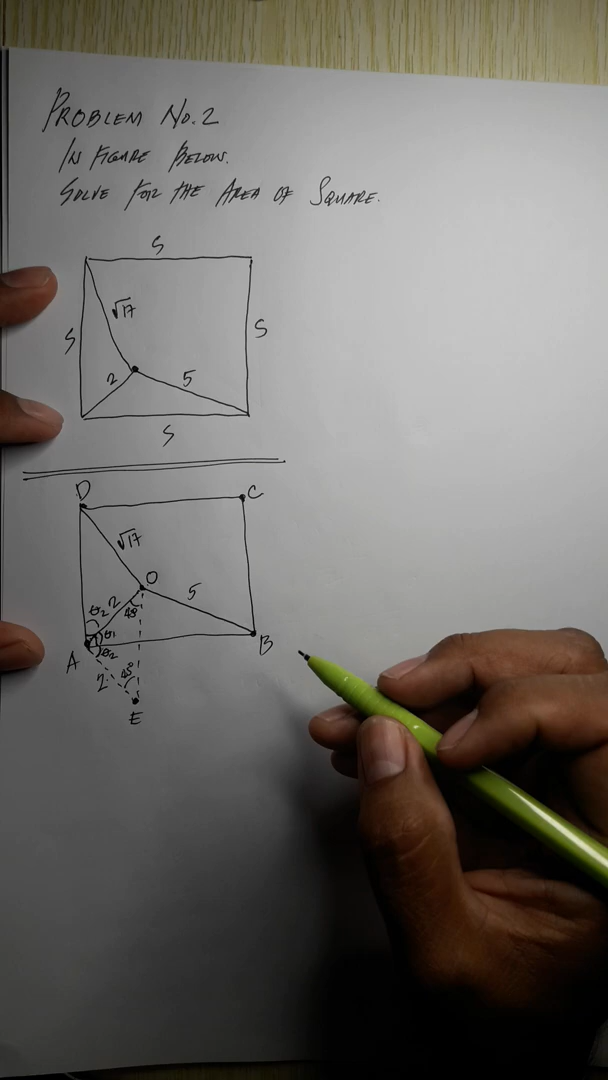 PROBLEM NO.2
IN FIGURE BELOW.
SOLVE FOR THE AREA OF SQUARE.
S
√17
S
S
2
5
S
D
C
√17
O
5
θ2
2
45°
θ1
A
θ2
B
2
45°
E